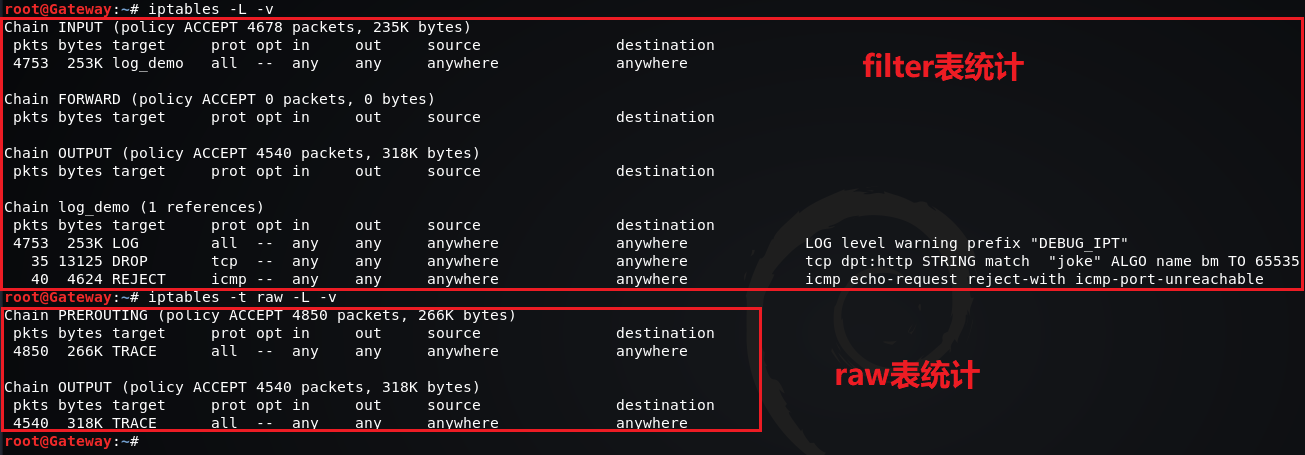 root@Gateway:~# iptables -L -v
Chain INPUT (policy ACCEPT 4678 packets, 235K bytes)
 pkts bytes target     prot opt in     out     source               destination
 4753  253K log_demo   all  --  any    any     anywhere             anywhere
filter表统计
Chain FORWARD (policy ACCEPT 0 packets, 0 bytes)
 pkts bytes target     prot opt in     out     source               destination
Chain OUTPUT (policy ACCEPT 4540 packets, 318K bytes)
 pkts bytes target     prot opt in     out     source               destination
Chain log_demo (1 references)
 pkts bytes target     prot opt in     out     source               destination
 4753  253K LOG        all  --  any    any     anywhere             anywhere             LOG level warning prefix "DEBUG_IPT"
   35 13125 DROP       tcp  --  any    any     anywhere             anywhere             tcp dpt:http STRING match  "joke" ALGO name bm TO 65535
   40  4624 REJECT     icmp --  any    any     anywhere             anywhere             icmp echo-request reject-with icmp-port-unreachable
root@Gateway:~# iptables -t raw -L -v
Chain PREROUTING (policy ACCEPT 4850 packets, 266K bytes)
 pkts bytes target     prot opt in     out     source               destination
 4850  266K TRACE      all  --  any    any     anywhere             anywhere
raw表统计
Chain OUTPUT (policy ACCEPT 4540 packets, 318K bytes)
 pkts bytes target     prot opt in     out     source               destination
 4540  318K TRACE      all  --  any    any     anywhere             anywhere
root@Gateway:~#